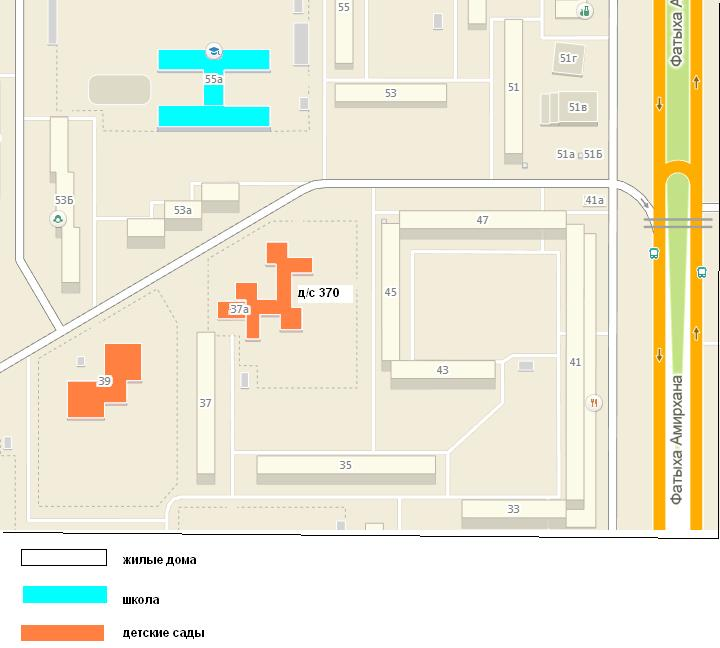 55
51г
55а
53
51
51в
51а
51Б
Фатыха А
53Б
53а
41а
47
д/с 370
37а
45
39
43
41
37
35
33
Фатыха Амирхана
жилые дома
школа
детские сады